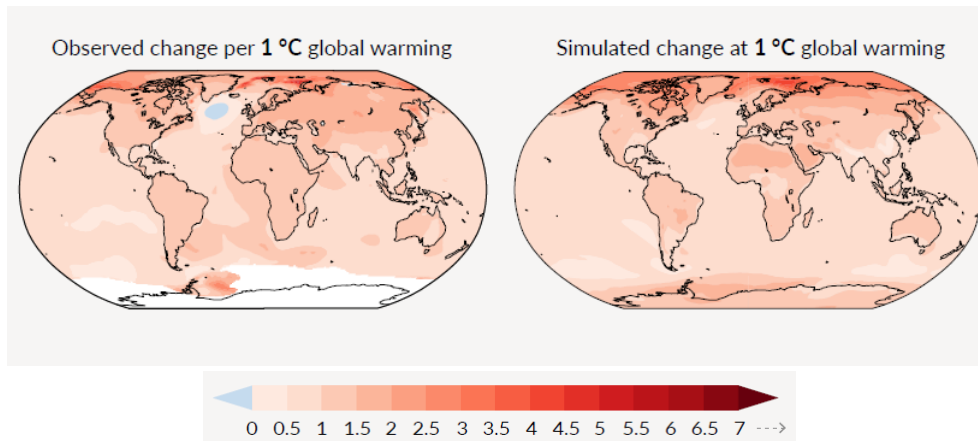 Observed change per 1 °C global warming
Simulated change at 1 °C global warming
0 0.5 1 1.5 2 2.5 3 3.5 4 4.5 5 5.5 6 6.5 7